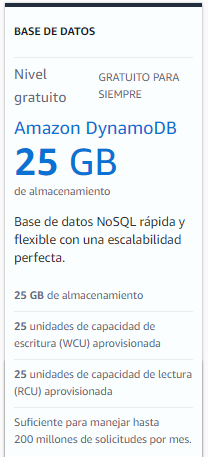 BASE DE DATOS
Nivel gratuito
GRATUITO PARA SIEMPRE
Amazon DynamoDB
25 GB
de almacenamiento
Base de datos NoSQL rápida y
flexible con una escalabilidad
perfecta.
25 GB de almacenamiento
25 unidades de capacidad de
escritura (WCU) aprovisionada
25 unidades de capacidad de lectura
(RCU) aprovisionada
Suficiente para manejar hasta
200 millones de solicitudes por mes.